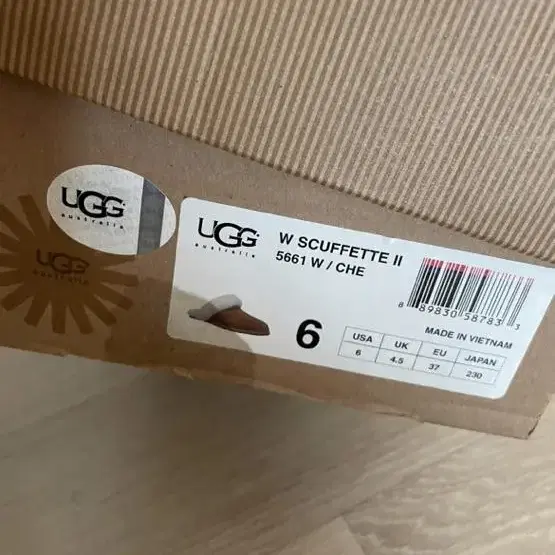 UGG
australia
UGG
UGG
australia
W SCUFFETTE II
5661 W / CHE
6
8 89830 58783 3
MADE IN VIETNAM
USA UK EU JAPAN
6 4.5 37 230